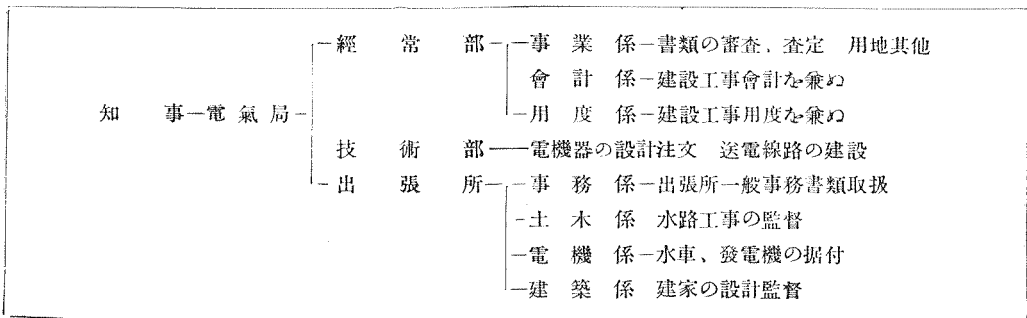 經常部 事業係 書類の審査、査定 用地其他
會計係 建設工事會計を兼ぬ
知事 電氣局
用度係 建設工事用度を兼ぬ
技術部 電機器の設計注文 送電線路の建設
出張所 事務係 出張所一般事務書類取扱
土木係 水路工事の監督
電機係 水車、發電機の据付
建築係 建家の設計監督